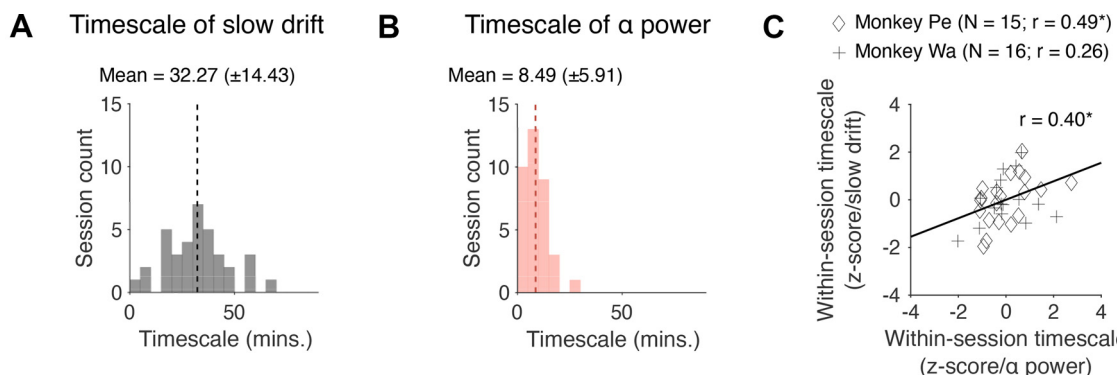 A
Timescale of slow drift
Mean = 32.27 (±14.43)
15
10
5
0
Session count
0
50
Timescale (mins.)
B
Timescale of α power
Mean = 8.49 (±5.91)
15
10
5
0
Session count
0
50
Timescale (mins.)
C
Monkey Pe (N = 15; r = 0.49*)
Monkey Wa (N = 16; r = 0.26)
r = 0.40*
4
2
0
-2
-4
Within-session timescale
(z-score/slow drift)
-4
-2
0
2
4
Within-session timescale
(z-score/α power)